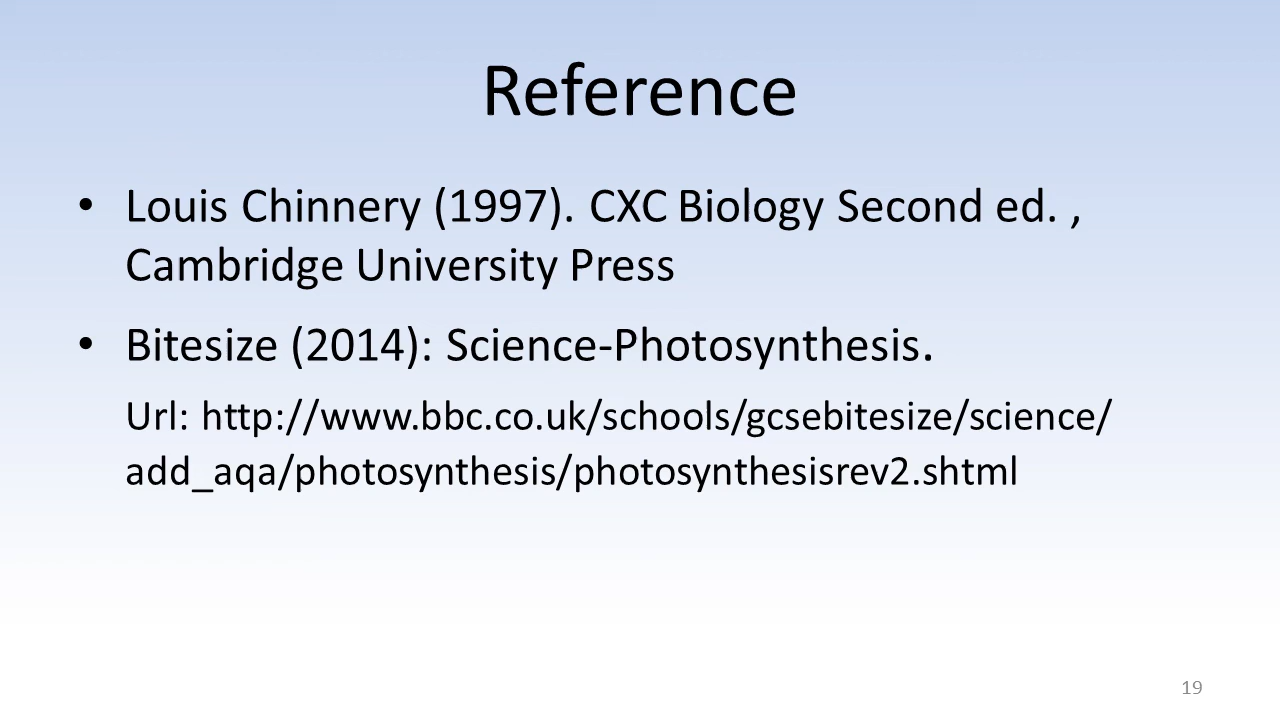 Reference
• Louis Chinnery (1997). CXC Biology Second ed. ,
Cambridge University Press
• Bitesize (2014): Science-Photosynthesis.
Url: http://www.bbc.co.uk/schools/gcsebitesize/science/
add_aqa/photosynthesis/photosynthesisrev2.shtml
19